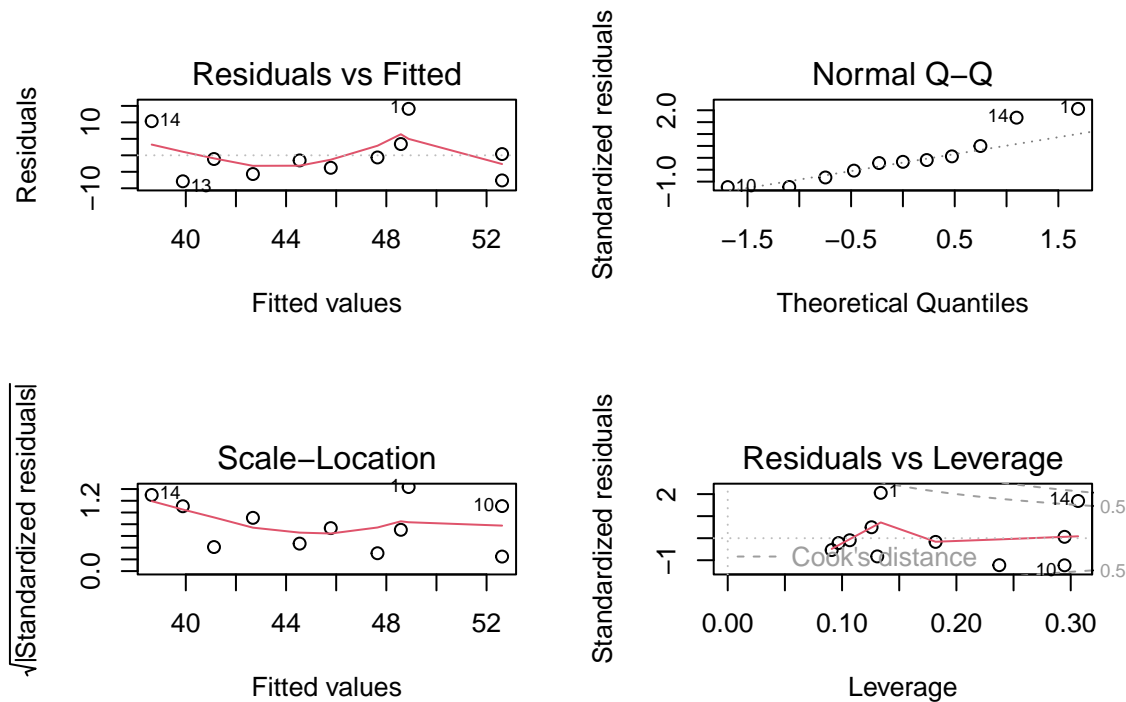 Residuals vs Fitted
Residuals
−10 10
14
13
1
40 44 48 52
Fitted values
Normal Q−Q
Standardized residuals
−1.0 2.0
10
14
1
−1.5 −0.5 0.5 1.5
Theoretical Quantiles
Scale−Location
√|Standardized residuals|
0.0 1.2
14
1
10
40 44 48 52
Fitted values
Residuals vs Leverage
Standardized residuals
−1 2
1
14
10
0.5
0.5
Cook's distance
0.00 0.10 0.20 0.30
Leverage